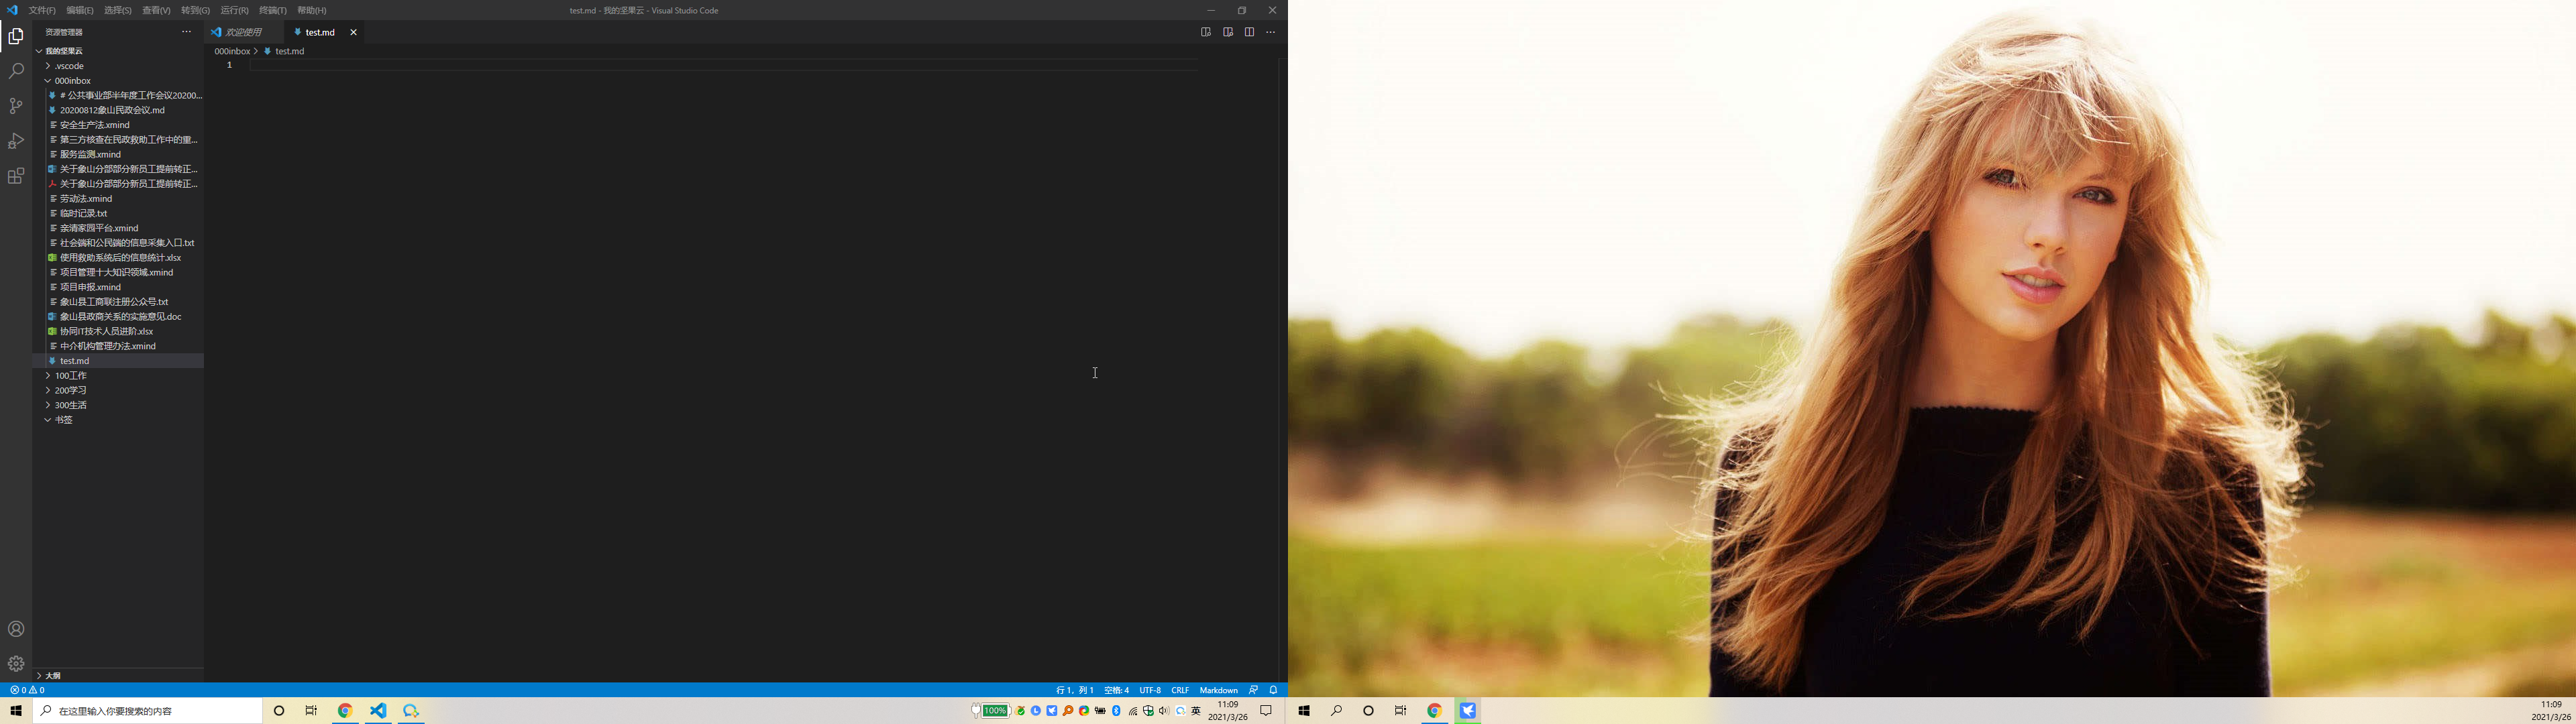 文件(F) 编辑(E) 选择(S) 查看(V) 转到(G) 运行(R) 终端(T) 帮助(H)
test.md - 我的坚果云 - Visual Studio Code
资源管理器
欢迎使用
test.md
我的坚果云
000inbox
test.md
.vscode
1
000inbox
# 公共事业部半年度工作会议20200...
20200812象山民政会议.md
安全生产法.xmind
第三方核查在民政救助工作中的重...
服务监测.xmind
关于象山分部部分新员工提前转正...
关于象山分部部分新员工提前转正...
劳动法.xmind
临时记录.txt
亲清家园平台.xmind
社会端和公民端的信息采集入口.txt
使用救助系统后的信息统计.xlsx
项目管理十大知识领域.xmind
项目申报.xmind
象山县工商联注册公众号.txt
象山县政商关系的实施意见.doc
协同IT技术人员进阶.xlsx
中介机构管理办法.xmind
test.md
100工作
200学习
300生活
书签
大纲
0 0
行 1，列 1 空格: 4 UTF-8 CRLF Markdown
在这里输入你要搜索的内容
100%
英
11:09
2021/3/26
11:09
2021/3/26